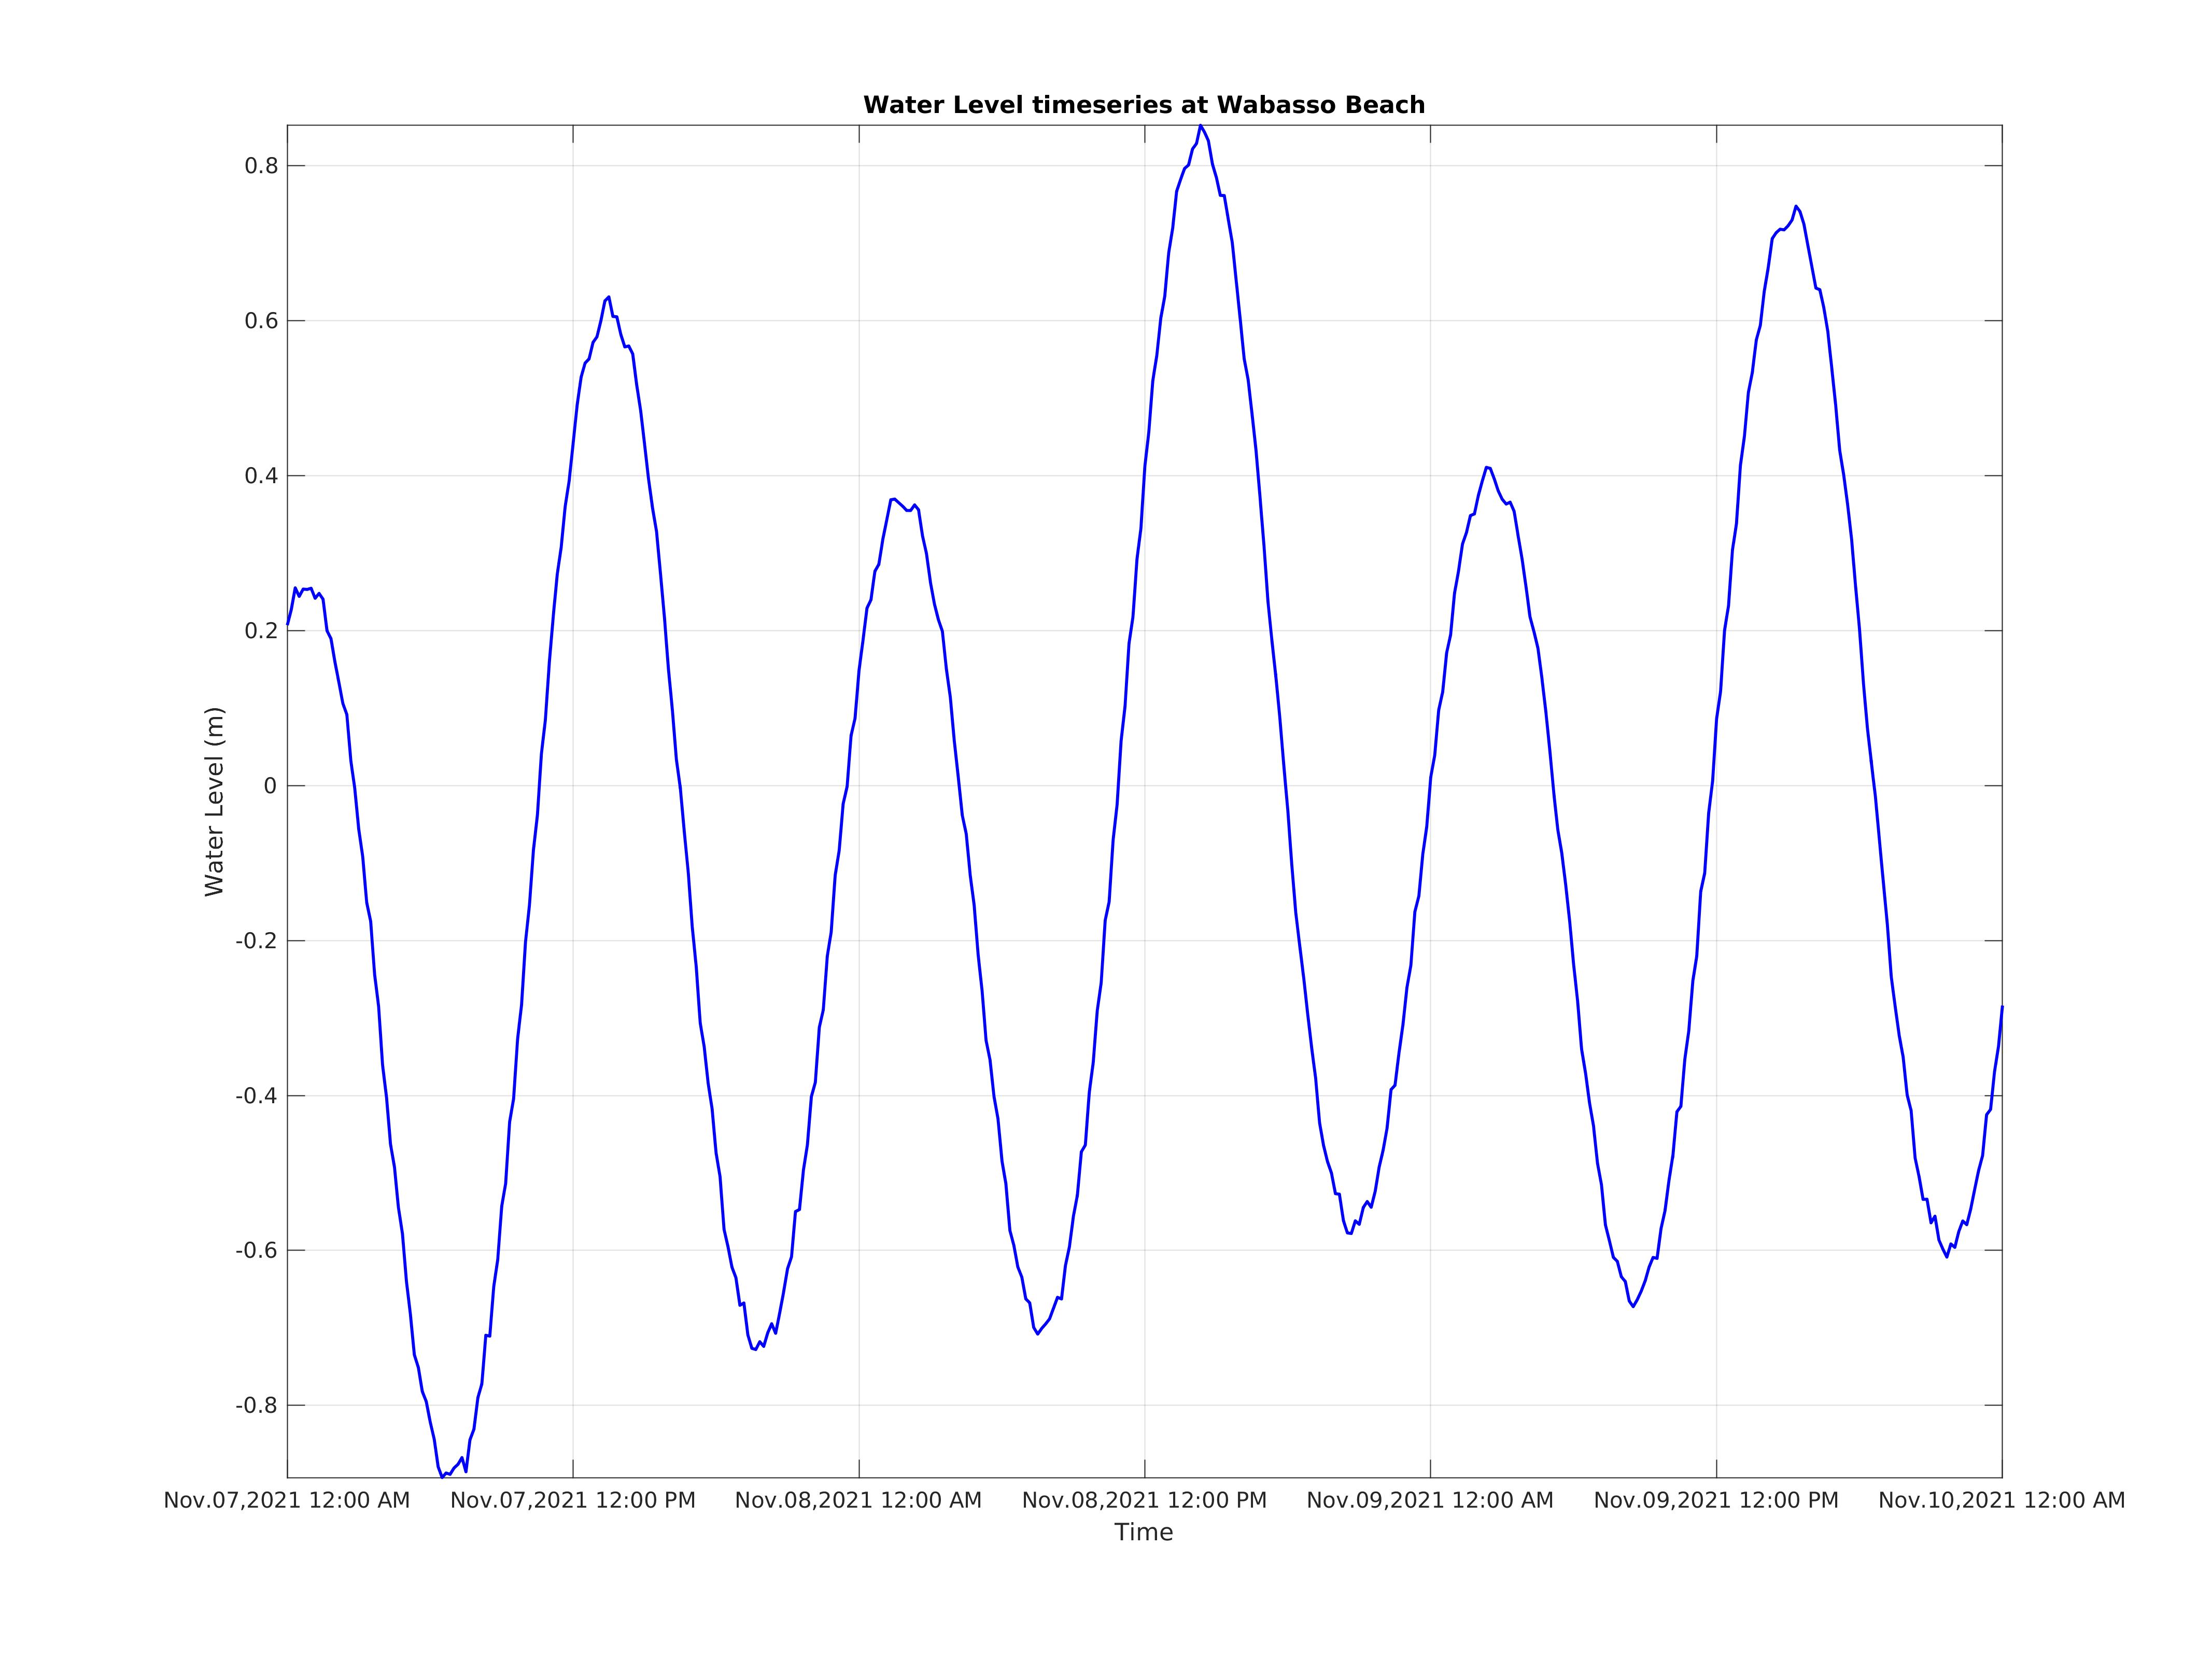 Water Level timeseries at Wabasso Beach
0.8
0.6
0.4
0.2
0
-0.2
-0.4
-0.6
-0.8
Water Level (m)
Nov.07,2021 12:00 AM Nov.07,2021 12:00 PM Nov.08,2021 12:00 AM Nov.08,2021 12:00 PM Nov.09,2021 12:00 AM Nov.09,2021 12:00 PM Nov.10,2021 12:00 AM
Time